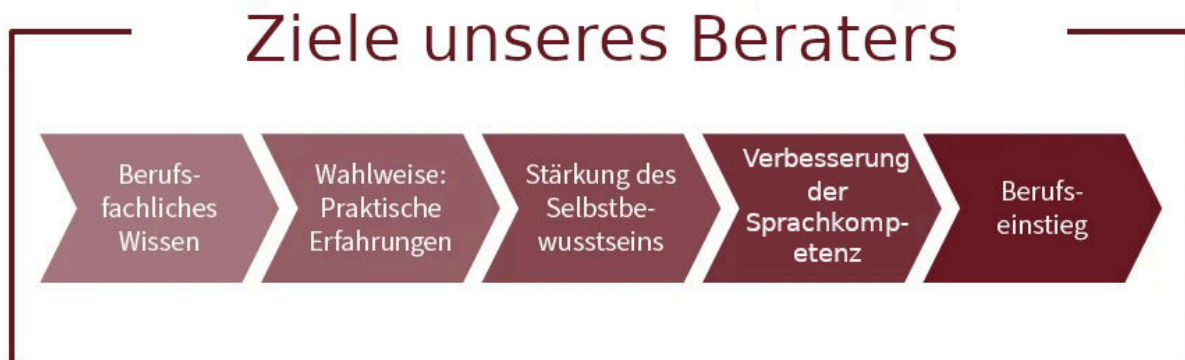 Ziele unseres Beraters
Berufs-
fachliches
Wissen
Wahlweise:
Praktische
Erfahrungen
Stärkung des
Selbstbe-
wusstseins
Verbesserung
der
Sprachkomp-
etenz
Berufs-
einstieg